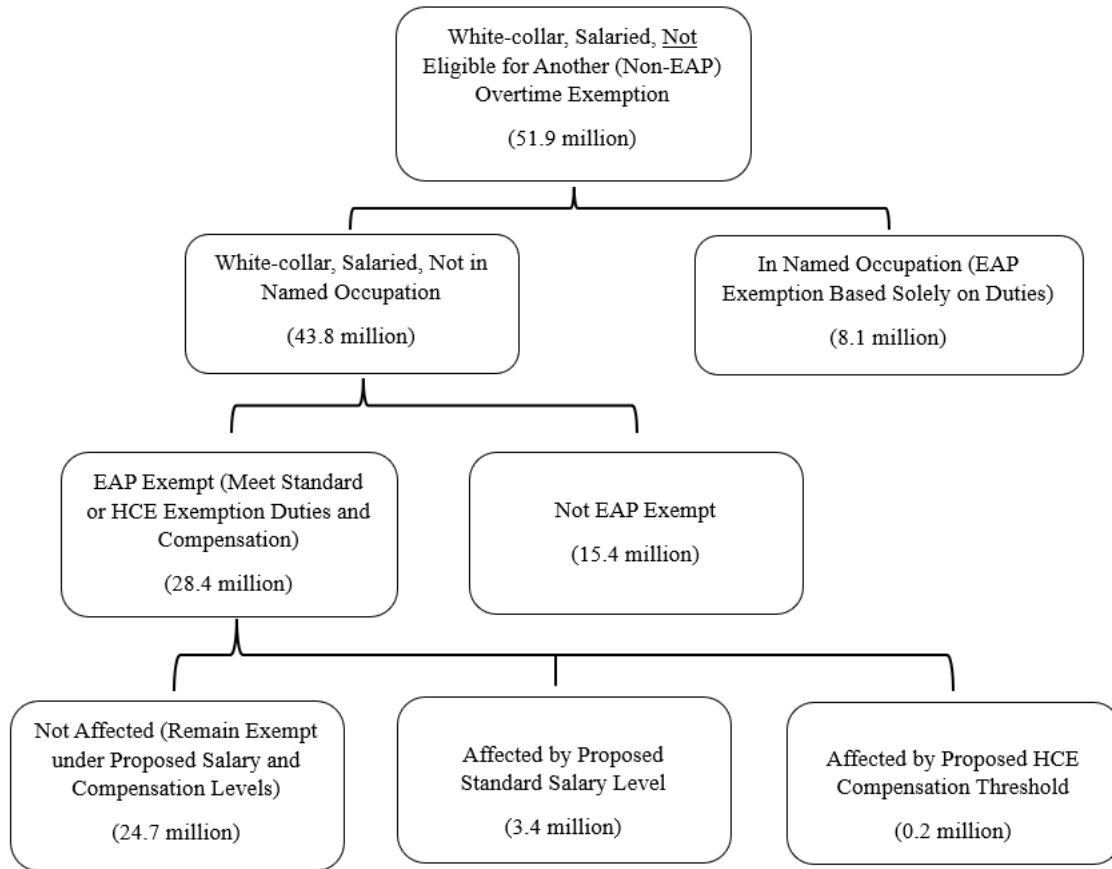 White-collar, Salaried, Not
Eligible for Another (Non-EAP)
Overtime Exemption
(51.9 million)
White-collar, Salaried, Not in
Named Occupation
(43.8 million)
In Named Occupation (EAP
Exemption Based Solely on Duties)
(8.1 million)
EAP Exempt (Meet Standard
or HCE Exemption Duties and
Compensation)
(28.4 million)
Not EAP Exempt
(15.4 million)
Not Affected (Remain Exempt
under Proposed Salary and
Compensation Levels)
(24.7 million)
Affected by Proposed
Standard Salary Level
(3.4 million)
Affected by Proposed HCE
Compensation Threshold
(0.2 million)